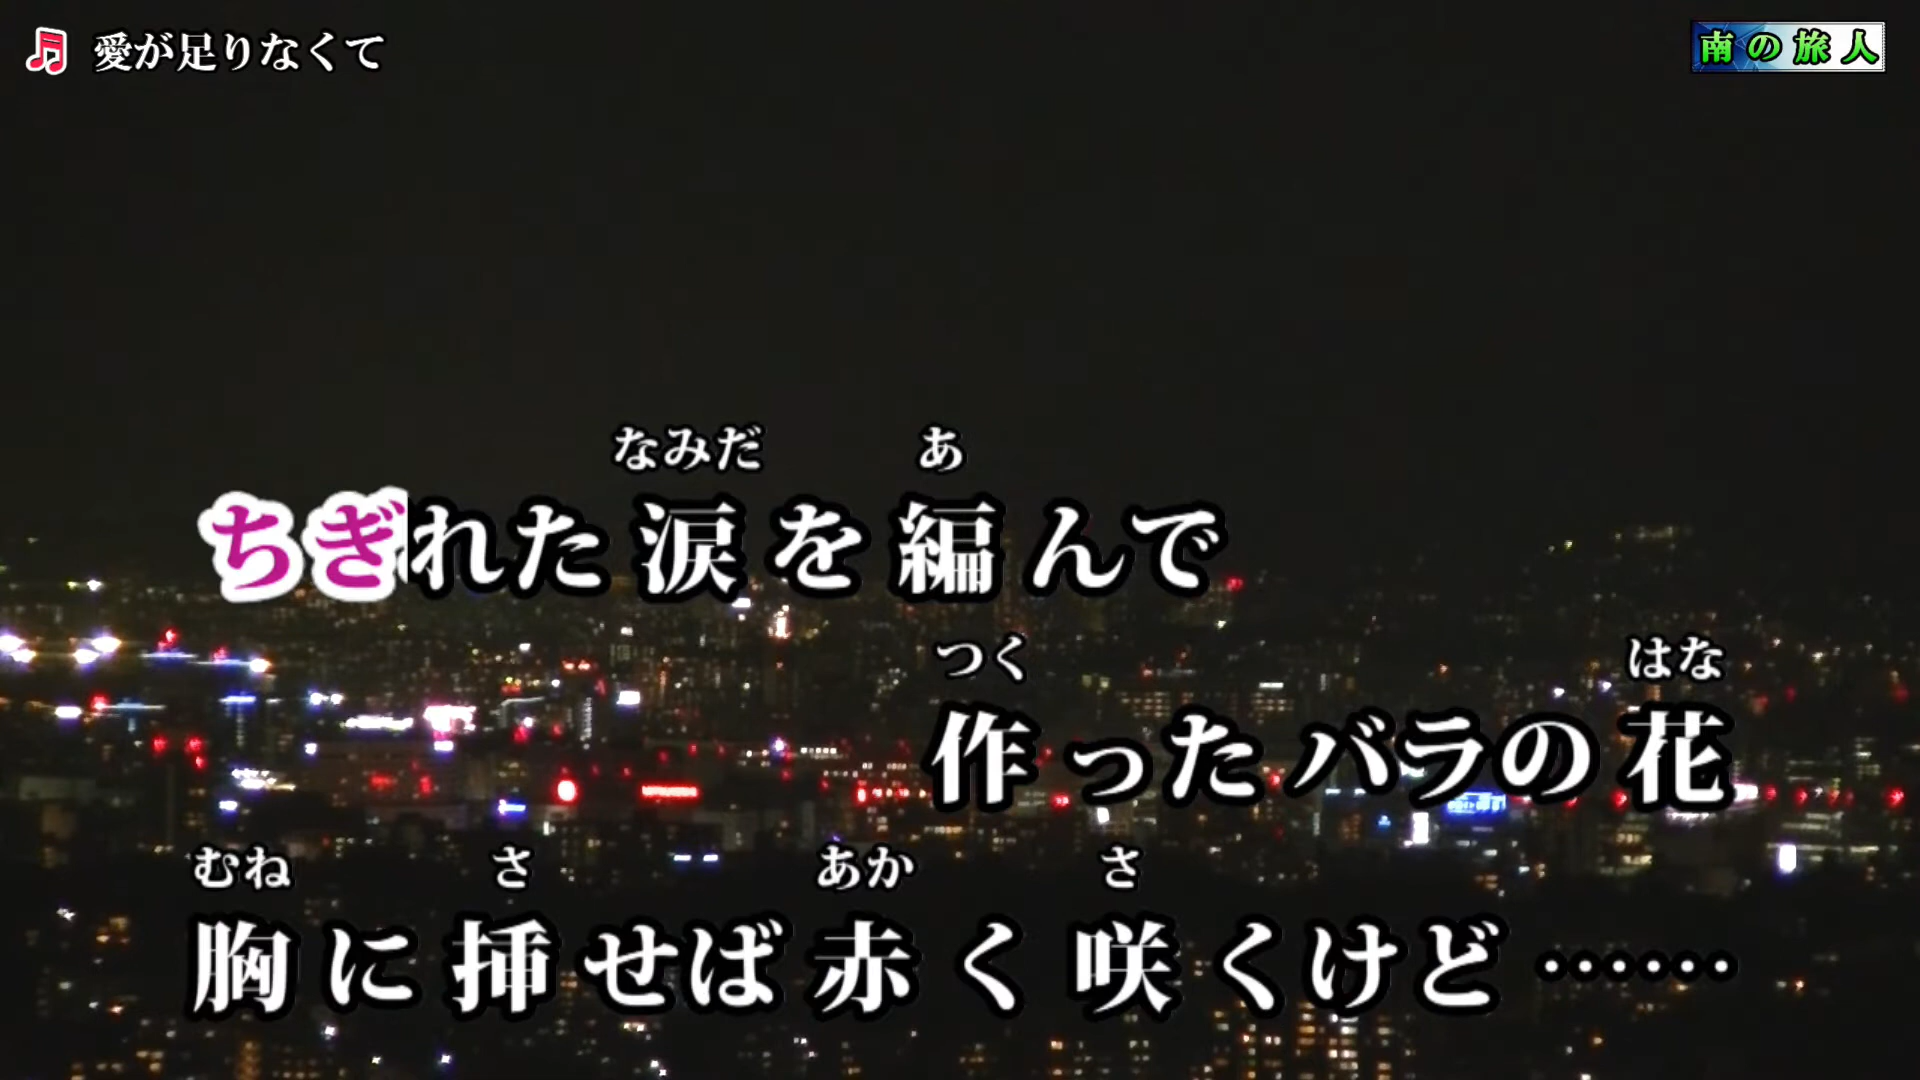 愛が足りなくて
南の旅人
なみだ あ
ちぎれた涙を編んで
つく はな
作ったバラの花
むね さ あか さ
胸に挿せば赤く咲くけど……